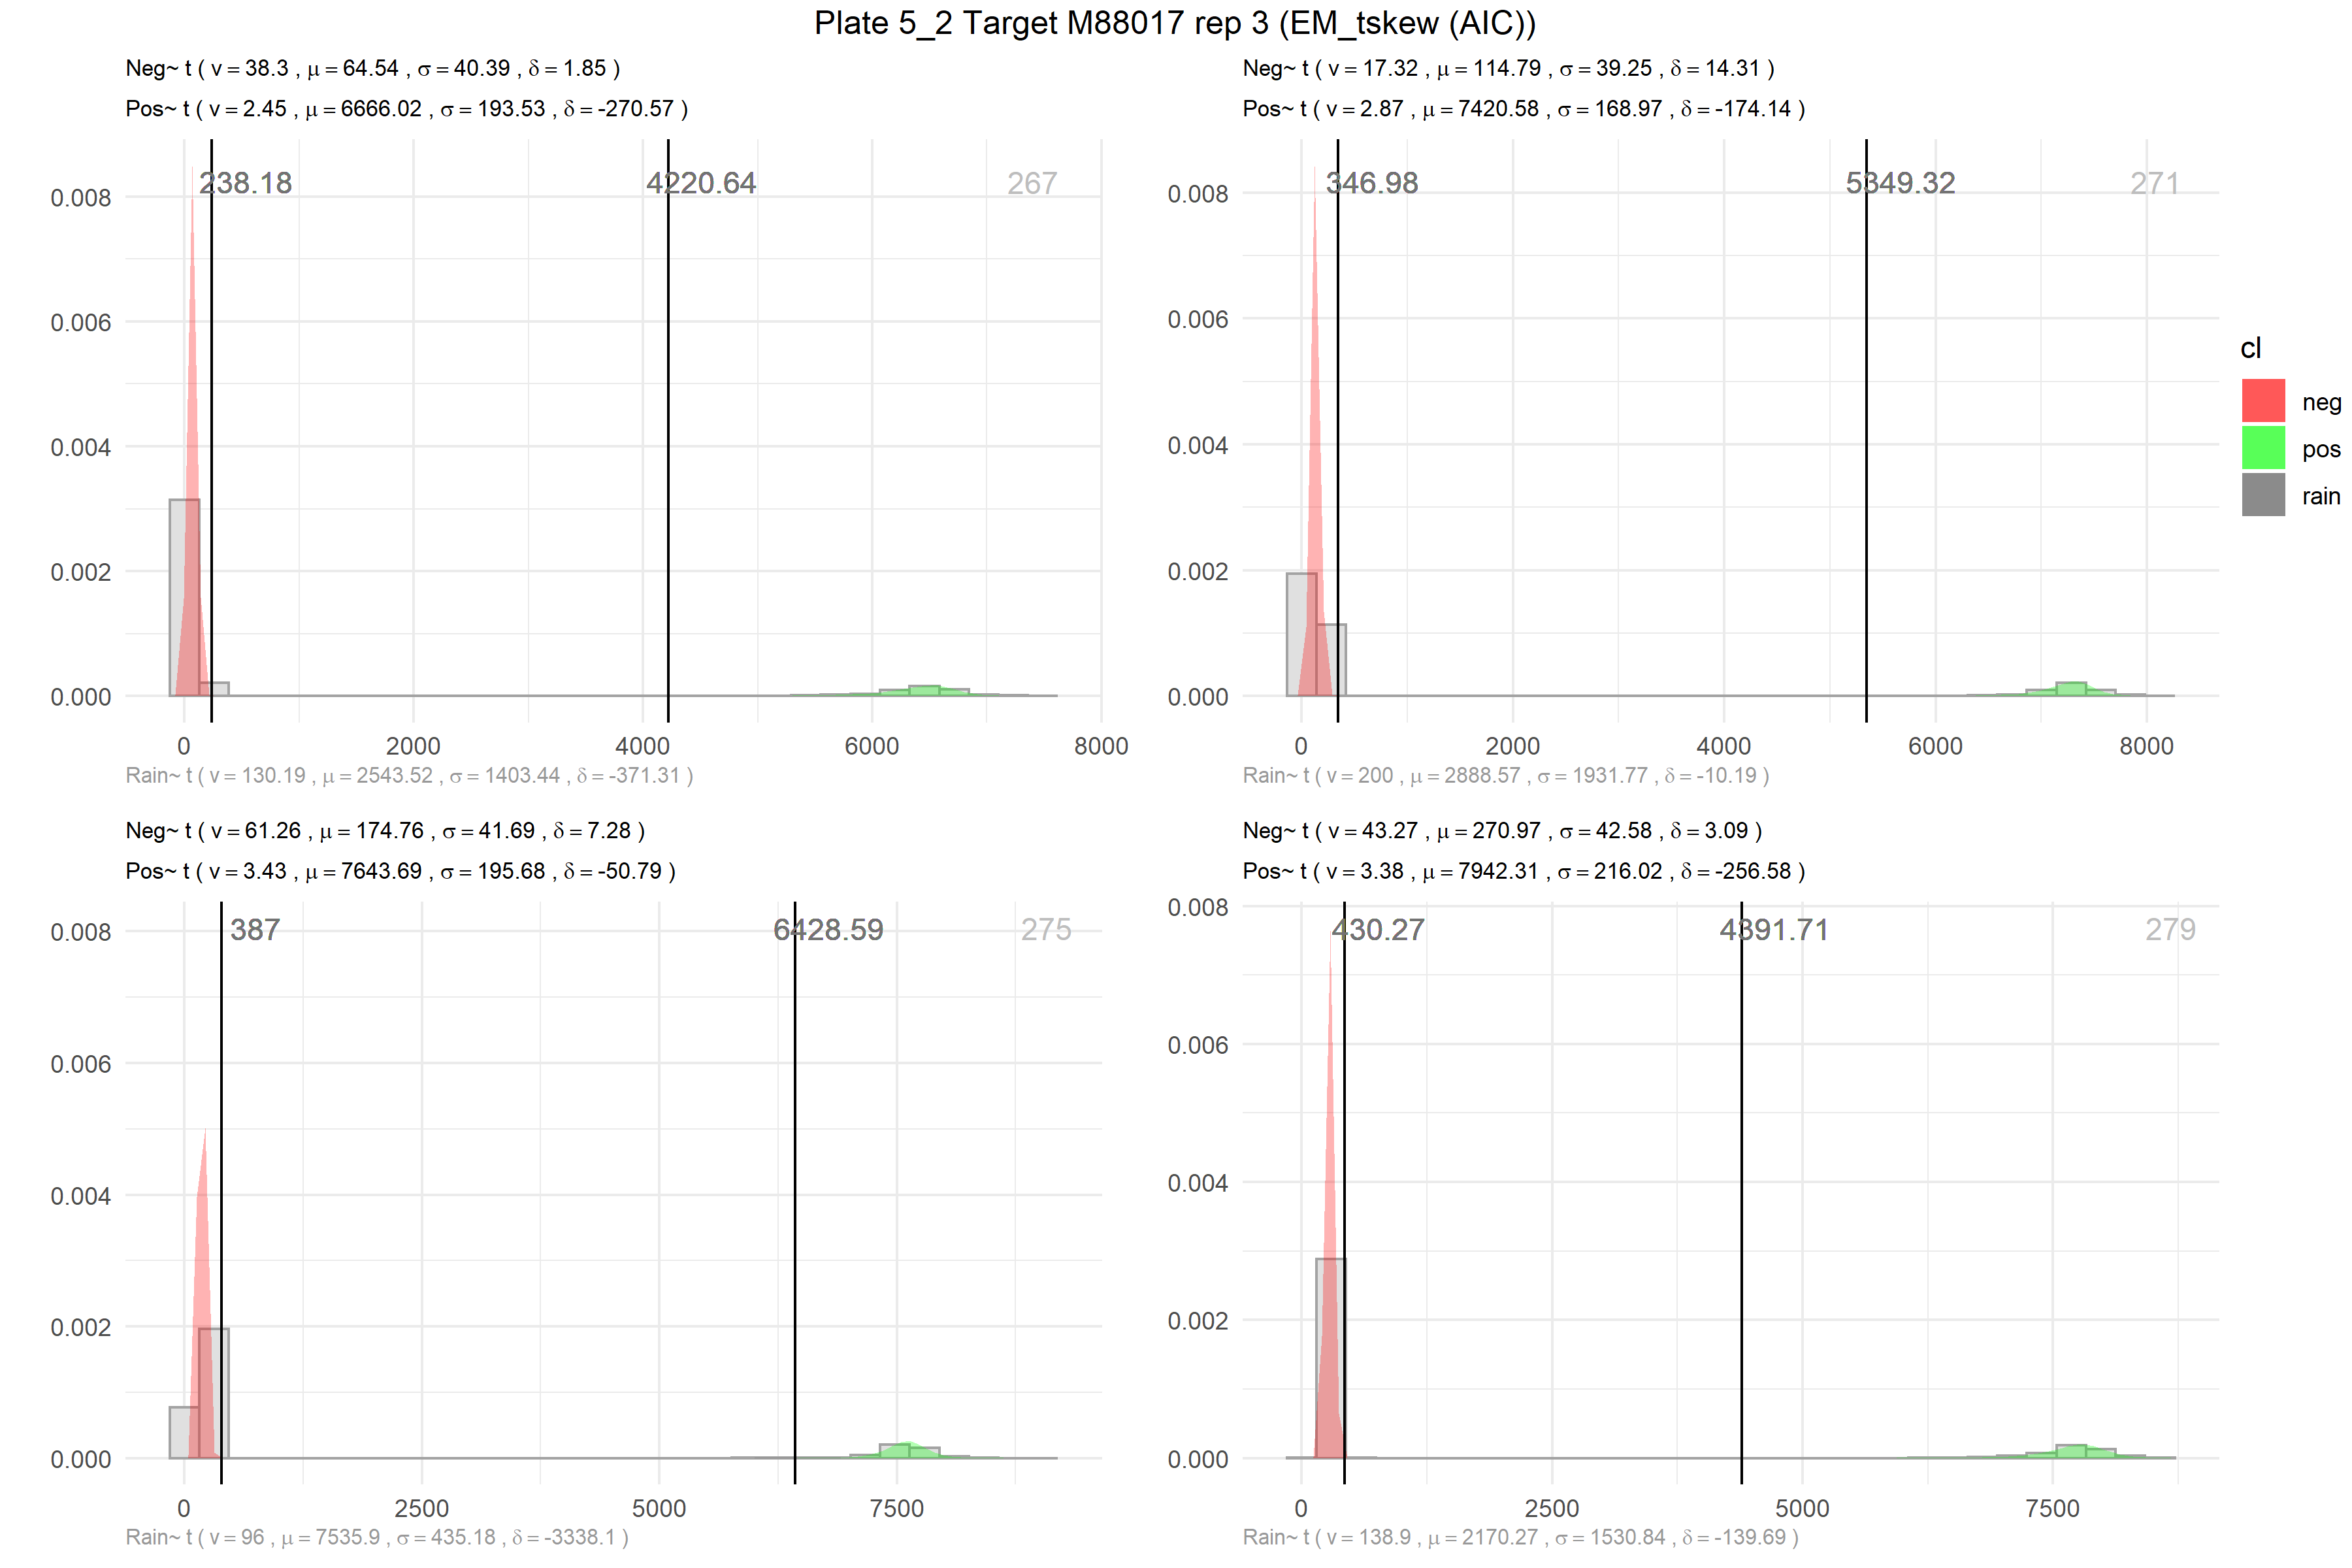 Plate 5_2 Target M88017 rep 3 (EM_tskew (AIC))
Neg~ t ( v = 38.3 , μ = 64.54 , σ = 40.39 , δ = 1.85 )
Pos~ t ( v = 2.45 , μ = 6666.02 , σ = 193.53 , δ = -270.57 )
238.18
4220.64
267
0.008
0.006
0.004
0.002
0.000
0
2000
4000
6000
8000
Rain~ t ( v = 130.19 , μ = 2543.52 , σ = 1403.44 , δ = -371.31 )
Neg~ t ( v = 17.32 , μ = 114.79 , σ = 39.25 , δ = 14.31 )
Pos~ t ( v = 2.87 , μ = 7420.58 , σ = 168.97 , δ = -174.14 )
346.98
5349.32
271
0.008
0.006
0.004
0.002
0.000
0
2000
4000
6000
8000
Rain~ t ( v = 200 , μ = 2888.57 , σ = 1931.77 , δ = -10.19 )
cl
neg
pos
rain
Neg~ t ( v = 61.26 , μ = 174.76 , σ = 41.69 , δ = 7.28 )
Pos~ t ( v = 3.43 , μ = 7643.69 , σ = 195.68 , δ = -50.79 )
387
6428.59
275
0.008
0.006
0.004
0.002
0.000
0
2500
5000
7500
Rain~ t ( v = 96 , μ = 7535.9 , σ = 435.18 , δ = -3338.1 )
Neg~ t ( v = 43.27 , μ = 270.97 , σ = 42.58 , δ = 3.09 )
Pos~ t ( v = 3.38 , μ = 7942.31 , σ = 216.02 , δ = -256.58 )
430.27
4391.71
279
0.008
0.006
0.004
0.002
0.000
0
2500
5000
7500
Rain~ t ( v = 138.9 , μ = 2170.27 , σ = 1530.84 , δ = -139.69 )